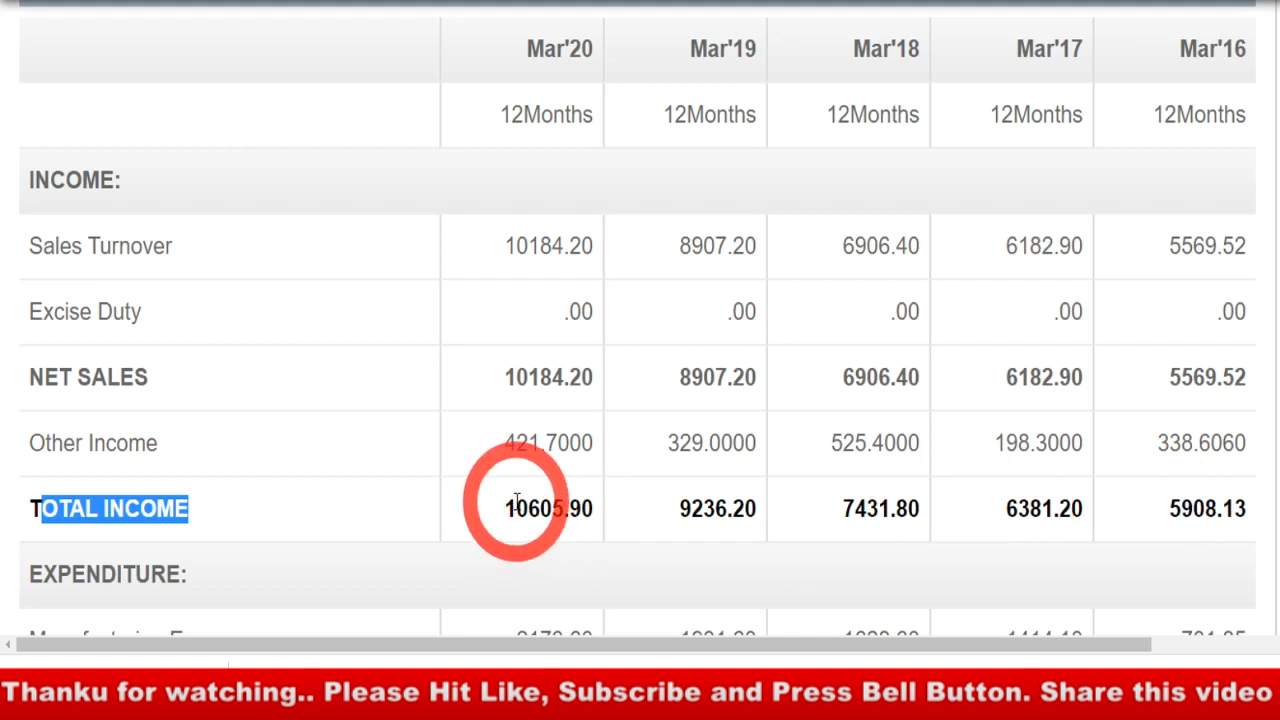 Mar'20 Mar'19 Mar'18 Mar'17 Mar'16
12Months 12Months 12Months 12Months 12Months
INCOME:
Sales Turnover 10184.20 8907.20 6906.40 6182.90 5569.52
Excise Duty .00 .00 .00 .00 .00
NET SALES 10184.20 8907.20 6906.40 6182.90 5569.52
Other Income 421.7000 329.0000 525.4000 198.3000 338.6060
TOTAL INCOME 10605.90 9236.20 7431.80 6381.20 5908.13
EXPENDITURE:
Thanku for watching.. Please Hit Like, Subscribe and Press Bell Button. Share this video